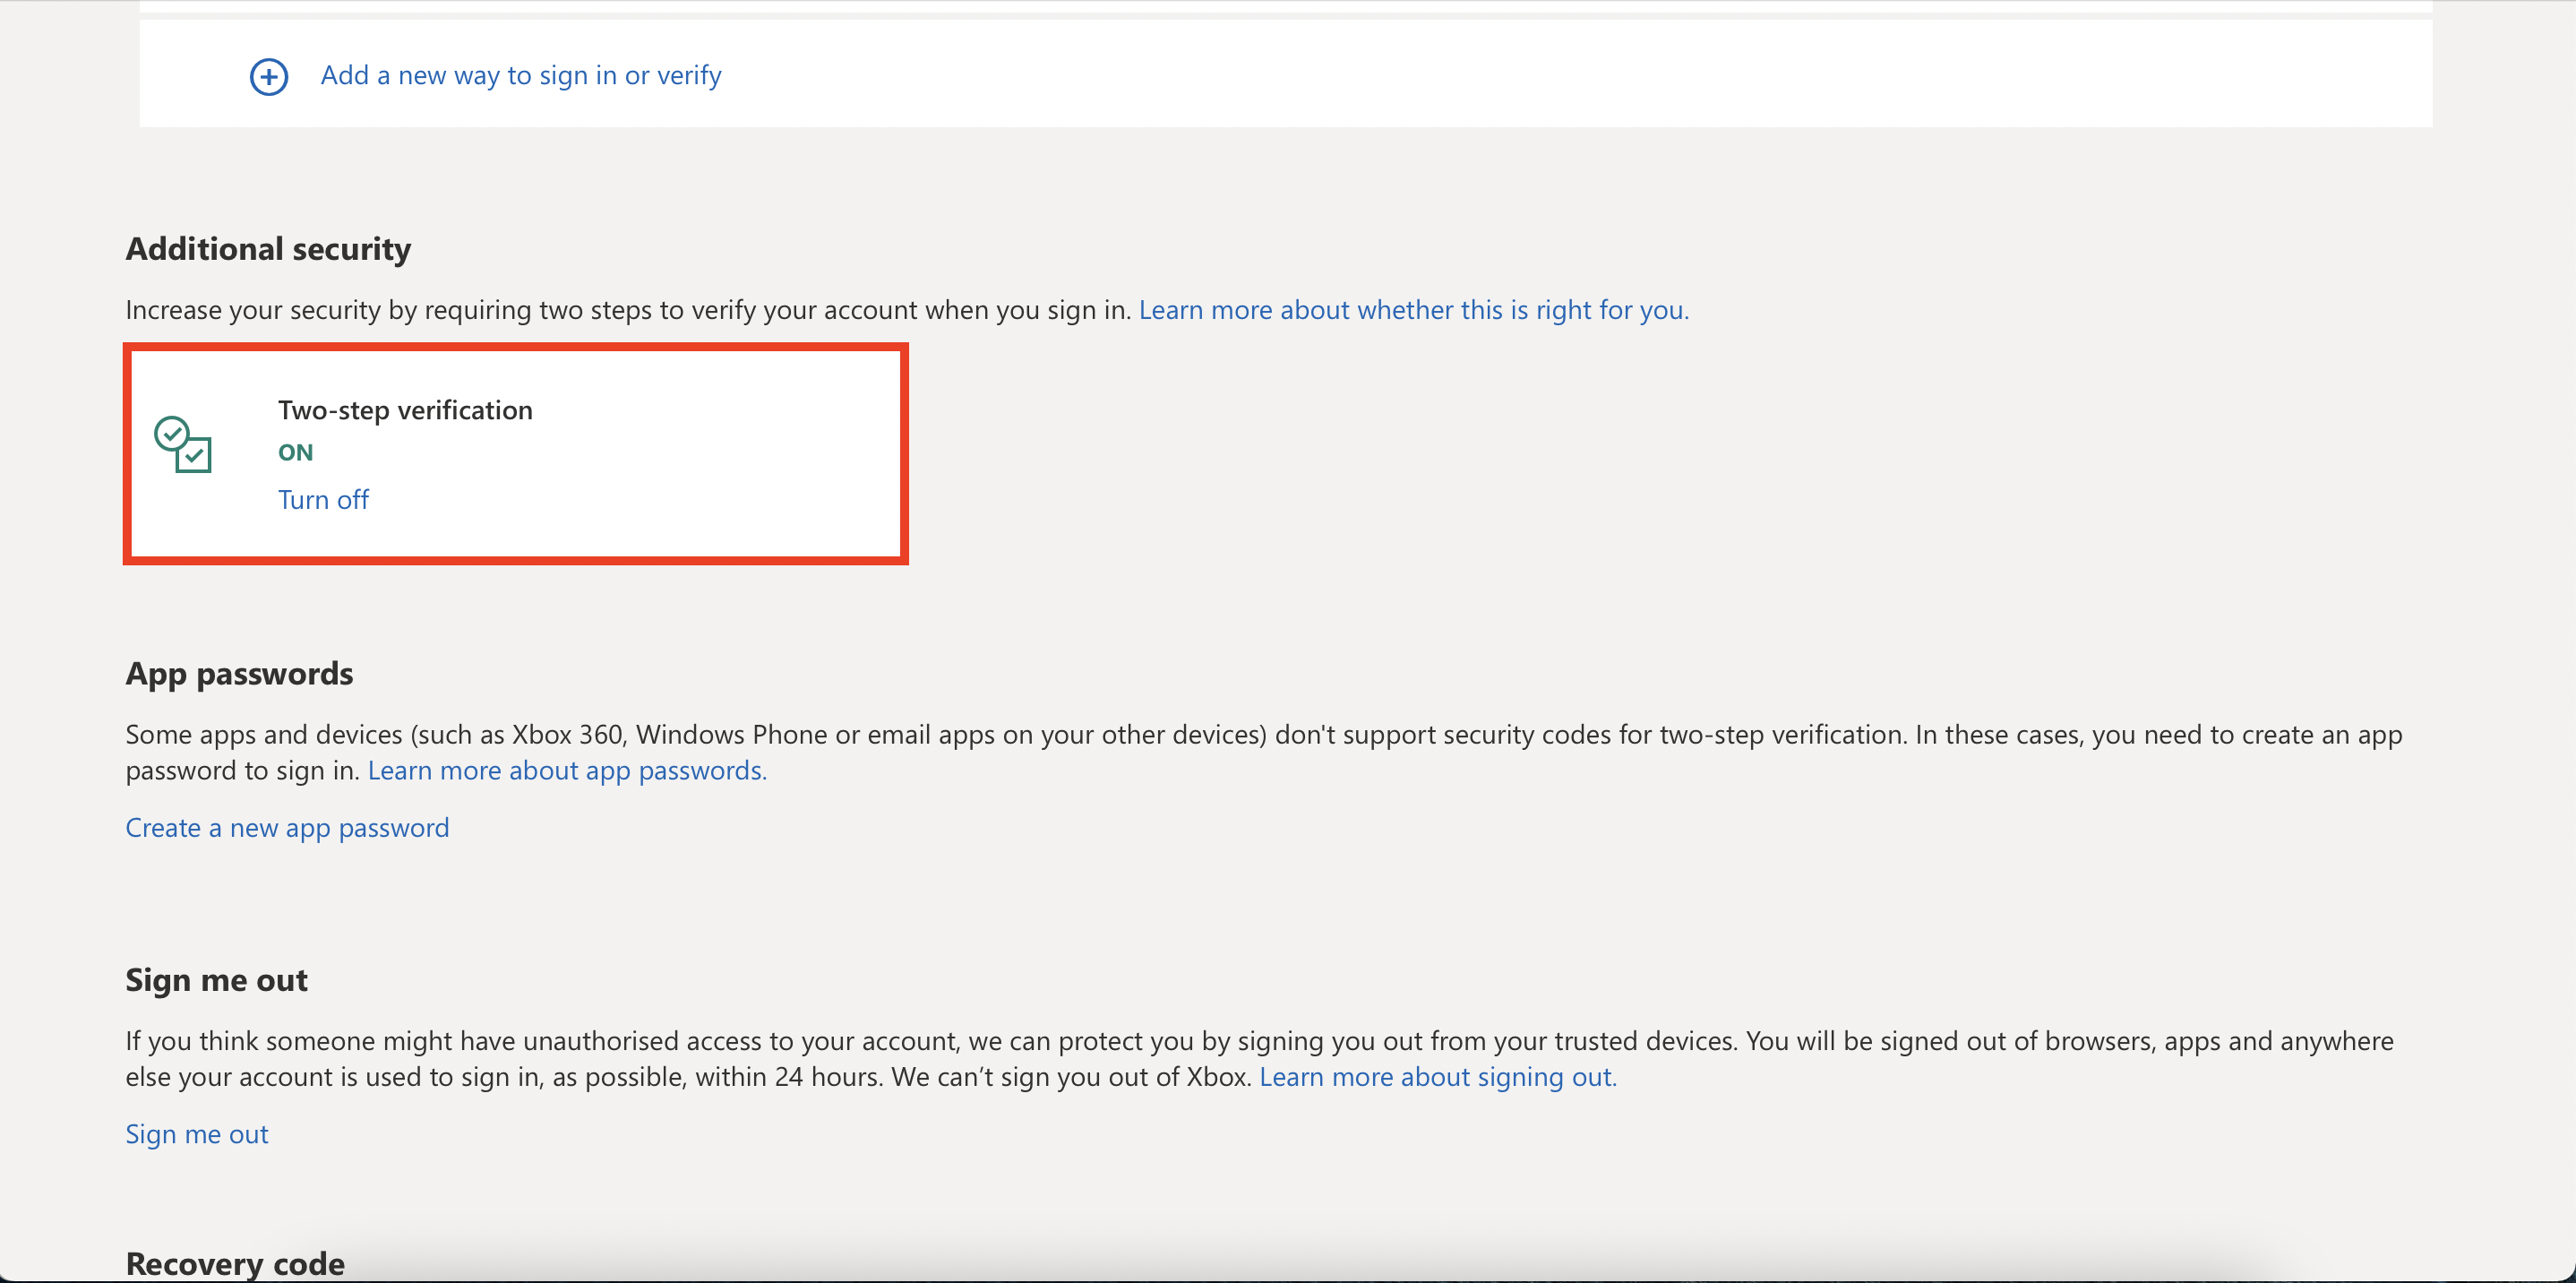 Add a new way to sign in or verify
Additional security
Increase your security by requiring two steps to verify your account when you sign in. Learn more about whether this is right for you.
Two-step verification
ON
Turn off
App passwords
Some apps and devices (such as Xbox 360, Windows Phone or email apps on your other devices) don't support security codes for two-step verification. In these cases, you need to create an app
password to sign in. Learn more about app passwords.
Create a new app password
Sign me out
If you think someone might have unauthorised access to your account, we can protect you by signing you out from your trusted devices. You will be signed out of browsers, apps and anywhere
else your account is used to sign in, as possible, within 24 hours. We can’t sign you out of Xbox. Learn more about signing out.
Sign me out
Recovery code